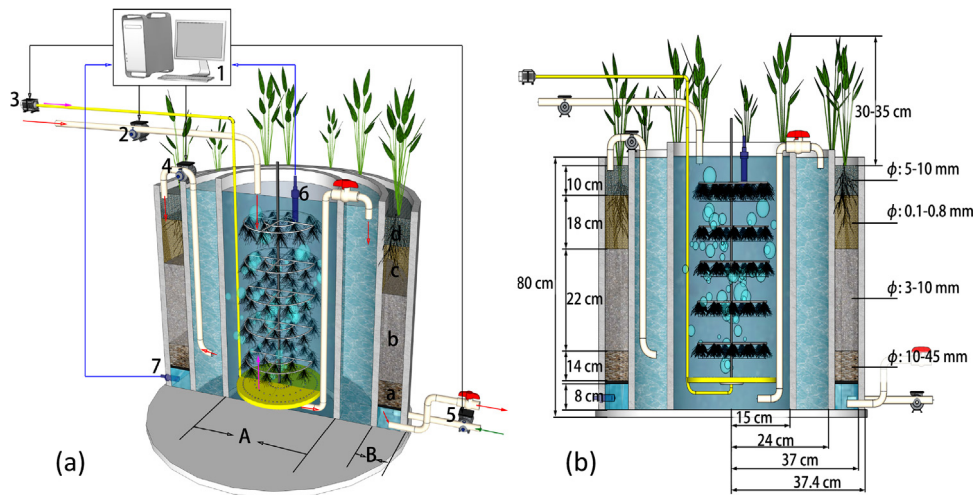 1
3
2
4
6
d
c
b
7
a
5
A
B
(a)
30-35 cm
ϕ: 5-10 mm
10 cm
ϕ: 0.1-0.8 mm
18 cm
80 cm
22 cm
ϕ: 3-10 mm
14 cm
ϕ: 10-45 mm
8 cm
15 cm
24 cm
37 cm
37.4 cm
(b)